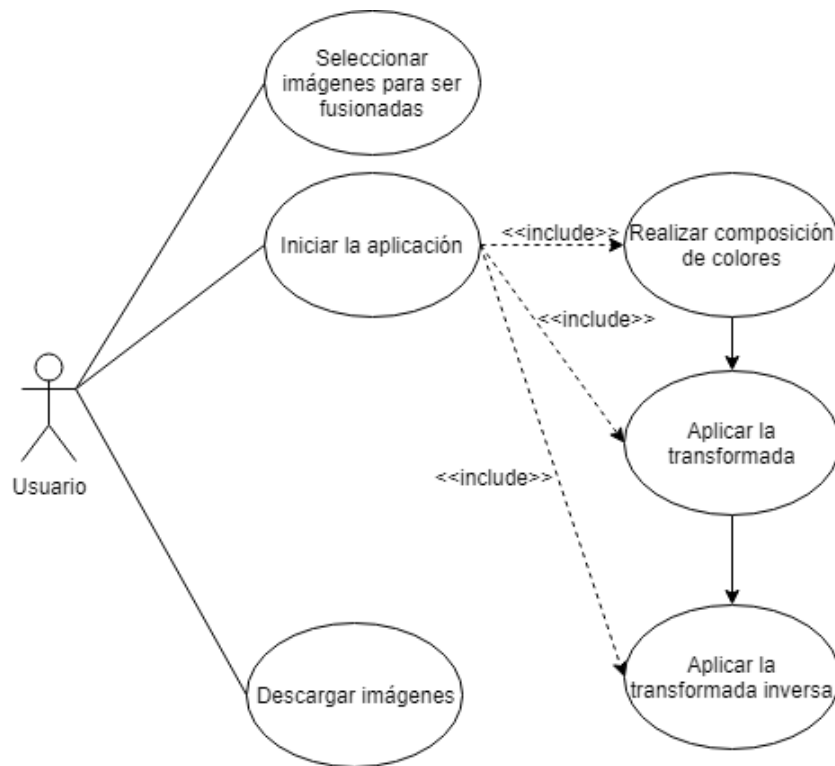 Seleccionar
imágenes para ser
fusionadas
Iniciar la aplicación
<<include>>
Realizar composición
de colores
<<include>>
Aplicar la
transformada
<<include>>
Usuario
Descargar imágenes
Aplicar la
transformada inversa